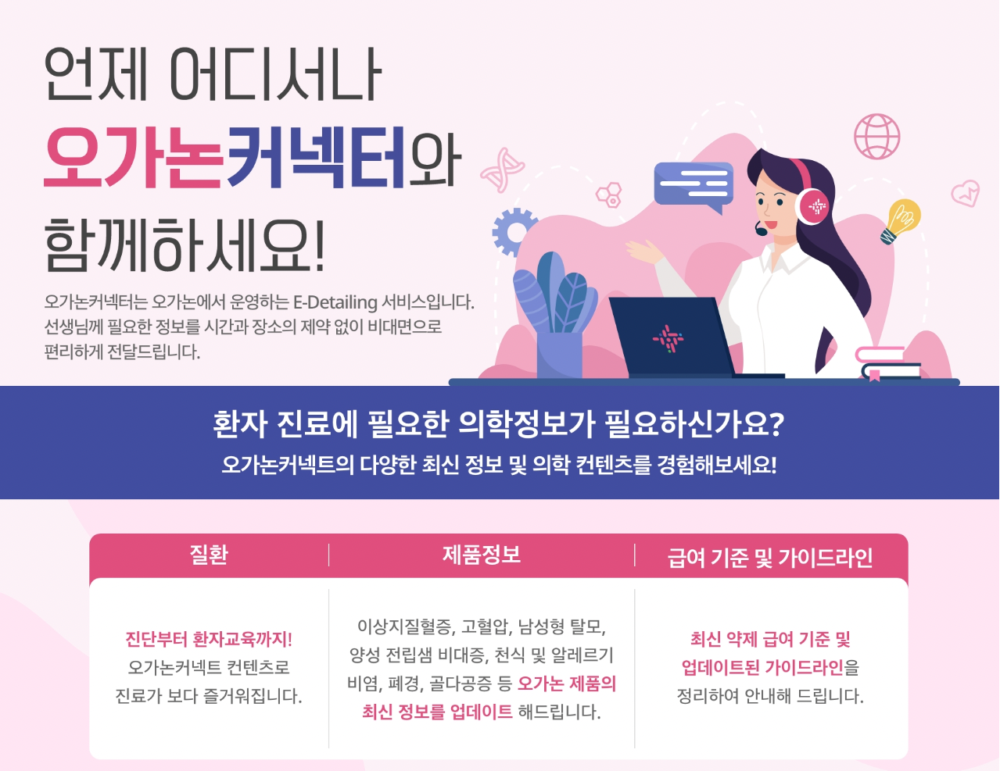 언제 어디서나
오가논커넥터와
함께하세요!
오가논커넥터는 오가논에서 운영하는 E-Detailing 서비스입니다.
선생님께 필요한 정보를 시간과 장소의 제약 없이 비대면으로
편리하게 전달드립니다.
환자 진료에 필요한 의학정보가 필요하신가요?
오가논커넥트의 다양한 최신 정보 및 의학 컨텐츠를 경험해보세요!
질환
진단부터 환자교육까지!
오가논커넥트 컨텐츠로
진료가 보다 즐거워집니다.
제품정보
이상지질혈증, 고혈압, 남성형 탈모,
양성 전립샘 비대증, 천식 및 알레르기
비염, 폐경, 골다공증 등 오가논 제품의
최신 정보를 업데이트 해드립니다.
급여 기준 및 가이드라인
최신 약제 급여 기준 및
업데이트된 가이드라인을
정리하여 안내해 드립니다.